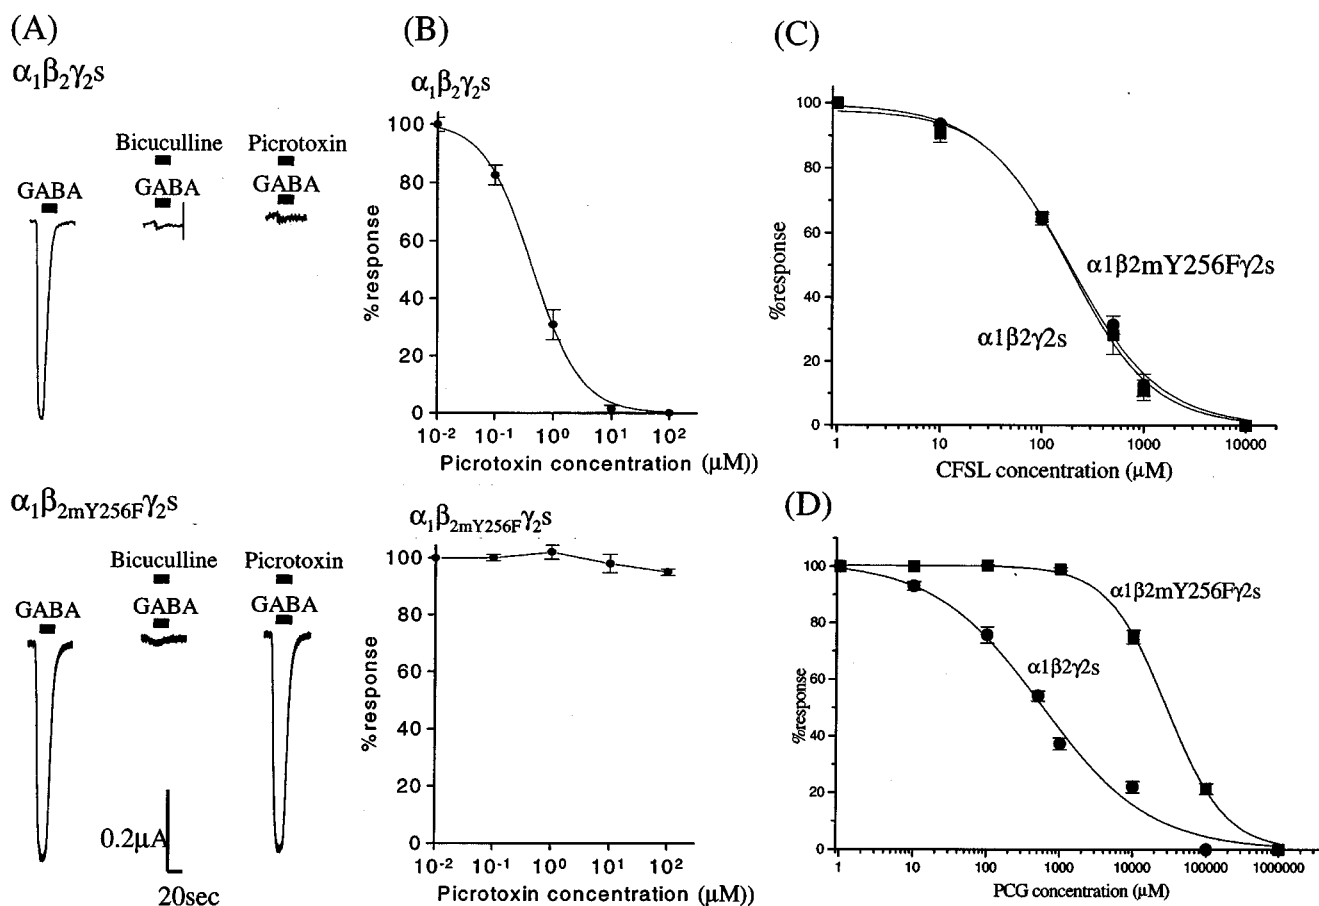 (A)
α₁β₂γ₂s
Bicuculline
Picrotoxin
GABA
GABA
GABA
α₁β₂mY256Fγ₂s
Bicuculline
Picrotoxin
GABA
GABA
GABA
0.2μA
20sec
(B)
α₁β₂γ₂s
100
80
60
40
20
0
% response
10⁻² 10⁻¹ 10⁰ 10¹ 10²
Picrotoxin concentration (μM))
α₁β₂mY256Fγ₂s
100
80
60
40
20
0
% response
10⁻² 10⁻¹ 10⁰ 10¹ 10²
Picrotoxin concentration (μM))
(C)
100
80
60
40
20
0
%response
α1β2mY256Fγ2s
α1β2γ2s
1 10 100 1000 10000
CFSL concentration (μM)
(D)
100
80
60
40
20
0
%response
α1β2mY256Fγ2s
α1β2γ2s
1 10 100 1000 10000 100000 1000000
PCG concentration (μM)